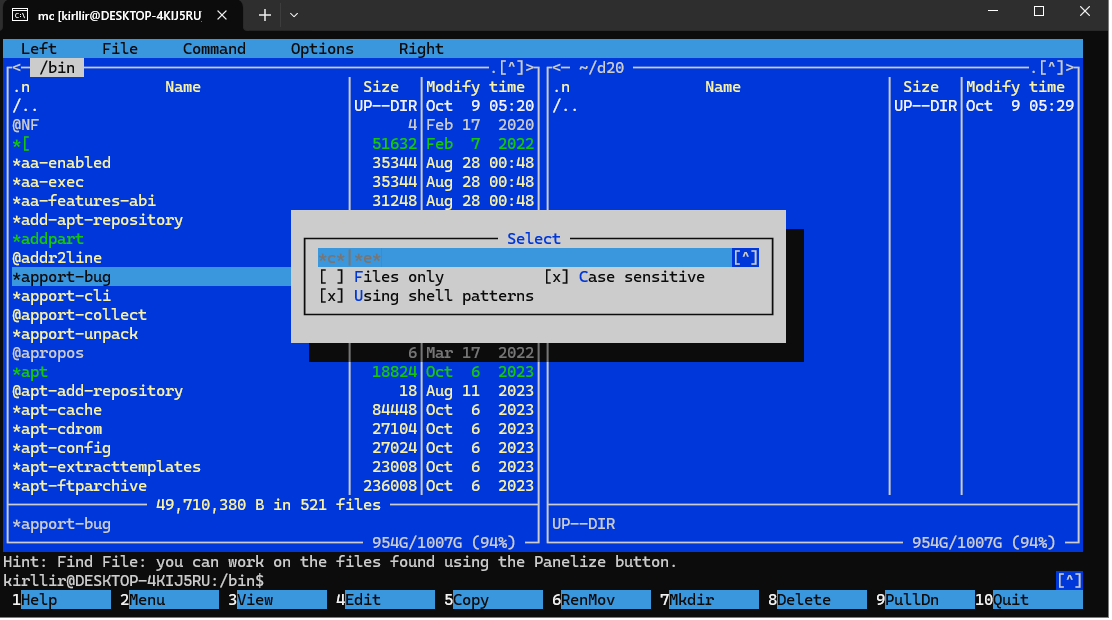 mc [kirllir@DESKTOP-4KIJ5RU
Left File Command Options Right
<─ /bin .[^]> <─ ~/d20 .[^]>
.n Name Size Modify time .n Name Size Modify time
/.. UP--DIR Oct 9 05:20 /.. UP--DIR Oct 9 05:29
@NF 4 Feb 17 2020
*[ 51632 Feb 7 2022
*aa-enabled 35344 Aug 28 00:48
*aa-exec 35344 Aug 28 00:48
*aa-features-abi 31248 Aug 28 00:48
*add-apt-repository
*addpart
Select
*c*|*e* [^]
@addr2line
*apport-bug
[ ] Files only [x] Case sensitive
*apport-cli
[x] Using shell patterns
@apport-collect
*apport-unpack
@apropos 6 Mar 17 2022
*apt 18824 Oct 6 2023
@apt-add-repository 18 Aug 11 2023
*apt-cache 84448 Oct 6 2023
*apt-cdrom 27104 Oct 6 2023
*apt-config 27024 Oct 6 2023
*apt-extracttemplates 23008 Oct 6 2023
*apt-ftparchive 236008 Oct 6 2023
49,710,380 B in 521 files
*apport-bug UP--DIR
954G/1007G (94%) 954G/1007G (94%)
Hint: Find File: you can work on the files found using the Panelize button.
kirllir@DESKTOP-4KIJ5RU:/bin$ [^]
1Help 2Menu 3View 4Edit 5Copy 6RenMov 7Mkdir 8Delete 9PullDn 10Quit